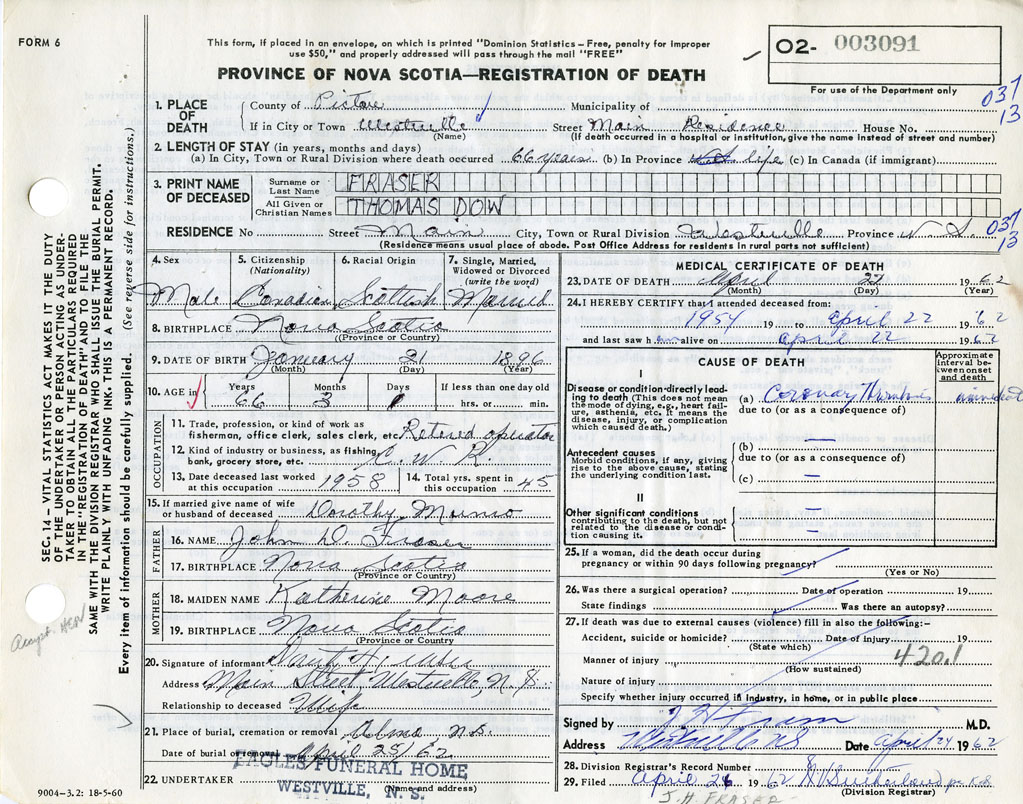 FORM 6
This form, if placed in an envelope, on which is printed "Dominion Statistics – Free, penalty for improper
use $50," and properly addressed will pass through the mail "FREE"
PROVINCE OF NOVA SCOTIA—REGISTRATION OF DEATH
02- 003091
For use of the Department only
037
13
1. PLACE OF DEATH
County of Pictou Municipality of
If in City or Town Westville Street Main Residence House No.
(Name) (If death occurred in a hospital or institution, give the name instead of street and number)
2. LENGTH OF STAY (in years, months and days)
(a) In City, Town or Rural Division where death occurred 66 years (b) In Province life (c) In Canada (if immigrant)
3. PRINT NAME OF DECEASED
Surname or Last Name FRASER
All Given or Christian Names THOMAS DOW
RESIDENCE No Street Main City, Town or Rural Division Westville Province N. S.
037
13
(Residence means usual place of abode. Post Office Address for residents in rural parts not sufficient)
4. Sex
Male
5. Citizenship (Nationality)
Canadian
6. Racial Origin
Scottish
7. Single, Married, Widowed or Divorced (write the word)
Married
8. BIRTHPLACE Nova Scotia
(Province or Country)
9. DATE OF BIRTH January 21 1896
(Month) (Day) (Year)
10. AGE in Years Months Days If less than one day old
66 3 1 hrs. or min.
OCCUPATION
11. Trade, profession, or kind of work as
fisherman, office clerk, sales clerk, etc. Retired operator
12. Kind of industry or business, as fishing,
bank, grocery store, etc. C. N. R.
13. Date deceased last worked at this occupation 1958
14. Total yrs. spent in this occupation 45
15. If married give name of wife
or husband of deceased Dorothy Munro
FATHER
16. NAME John D. Fraser
17. BIRTHPLACE Nova Scotia
(Province or Country)
MOTHER
18. MAIDEN NAME Katherine Moore
19. BIRTHPLACE Nova Scotia
(Province or Country
20. Signature of informant
Address Main Street Westville, N. S.
Relationship to deceased Wife
21. Place of burial, cremation or removal Alma, N.S.
Date of burial or removal April 25/62
22. UNDERTAKER
(Name and address)
EAGLES FUNERAL HOME
WESTVILLE, N. S.
9004–3.2: 18-5-60
SEC. 14 – VITAL STATISTICS ACT MAKES IT THE DUTY
OF THE UNDERTAKER OR PERSON ACTING AS UNDER-
TAKER TO OBTAIN ALL THE PARTICULARS REQUIRED
IN THE "REGISTRATION OF DEATH" AND TO FILE THE
SAME WITH THE DIVISION REGISTRAR WHO SHALL ISSUE THE BURIAL PERMIT.
WRITE PLAINLY WITH UNFADING INK. THIS IS A PERMANENT RECORD.
Every item of information should be carefully supplied. (See reverse side for instructions.)
MEDICAL CERTIFICATE OF DEATH
23. DATE OF DEATH April 22 1962
(Month) (Day) (Year)
24. I HEREBY CERTIFY that I attended deceased from:
1954 19 to April 22 1962
and last saw him alive on April 22 1962
CAUSE OF DEATH
Approximate interval between onset and death
I
Disease or condition directly lead-
ing to death (This does not mean
the mode of dying, e.g., heart fail-
ure, asthenia, etc. It means the
disease, injury, or complication
which caused death.)
(a) Coronary Thrombosis immediate
due to (or as a consequence of)
Antecedent causes
Morbid conditions, if any, giving
rise to the above cause, stating
the underlying condition last.
(b) —
due to (or as a consequence of)
(c) —
II
Other significant conditions
contributing to the death, but not
related to the disease or condi-
tion causing it.
25. If a woman, did the death occur during
pregnancy or within 90 days following pregnancy?
(Yes or No)
26. Was there a surgical operation? Date of operation 19
State findings Was there an autopsy?
27. If death was due to external causes (violence) fill in also the following:–
Accident, suicide or homicide? Date of injury 19
(State which)
Manner of injury 420.1
(How sustained)
Nature of injury
Specify whether injury occurred in industry, in home, or in public place
Signed by J H Fraser M.D.
Address Westville NS Date April 24 1962
28. Division Registrar's Record Number
29. Filed April 26 1962
(Division Registrar)
J. H. FRASER